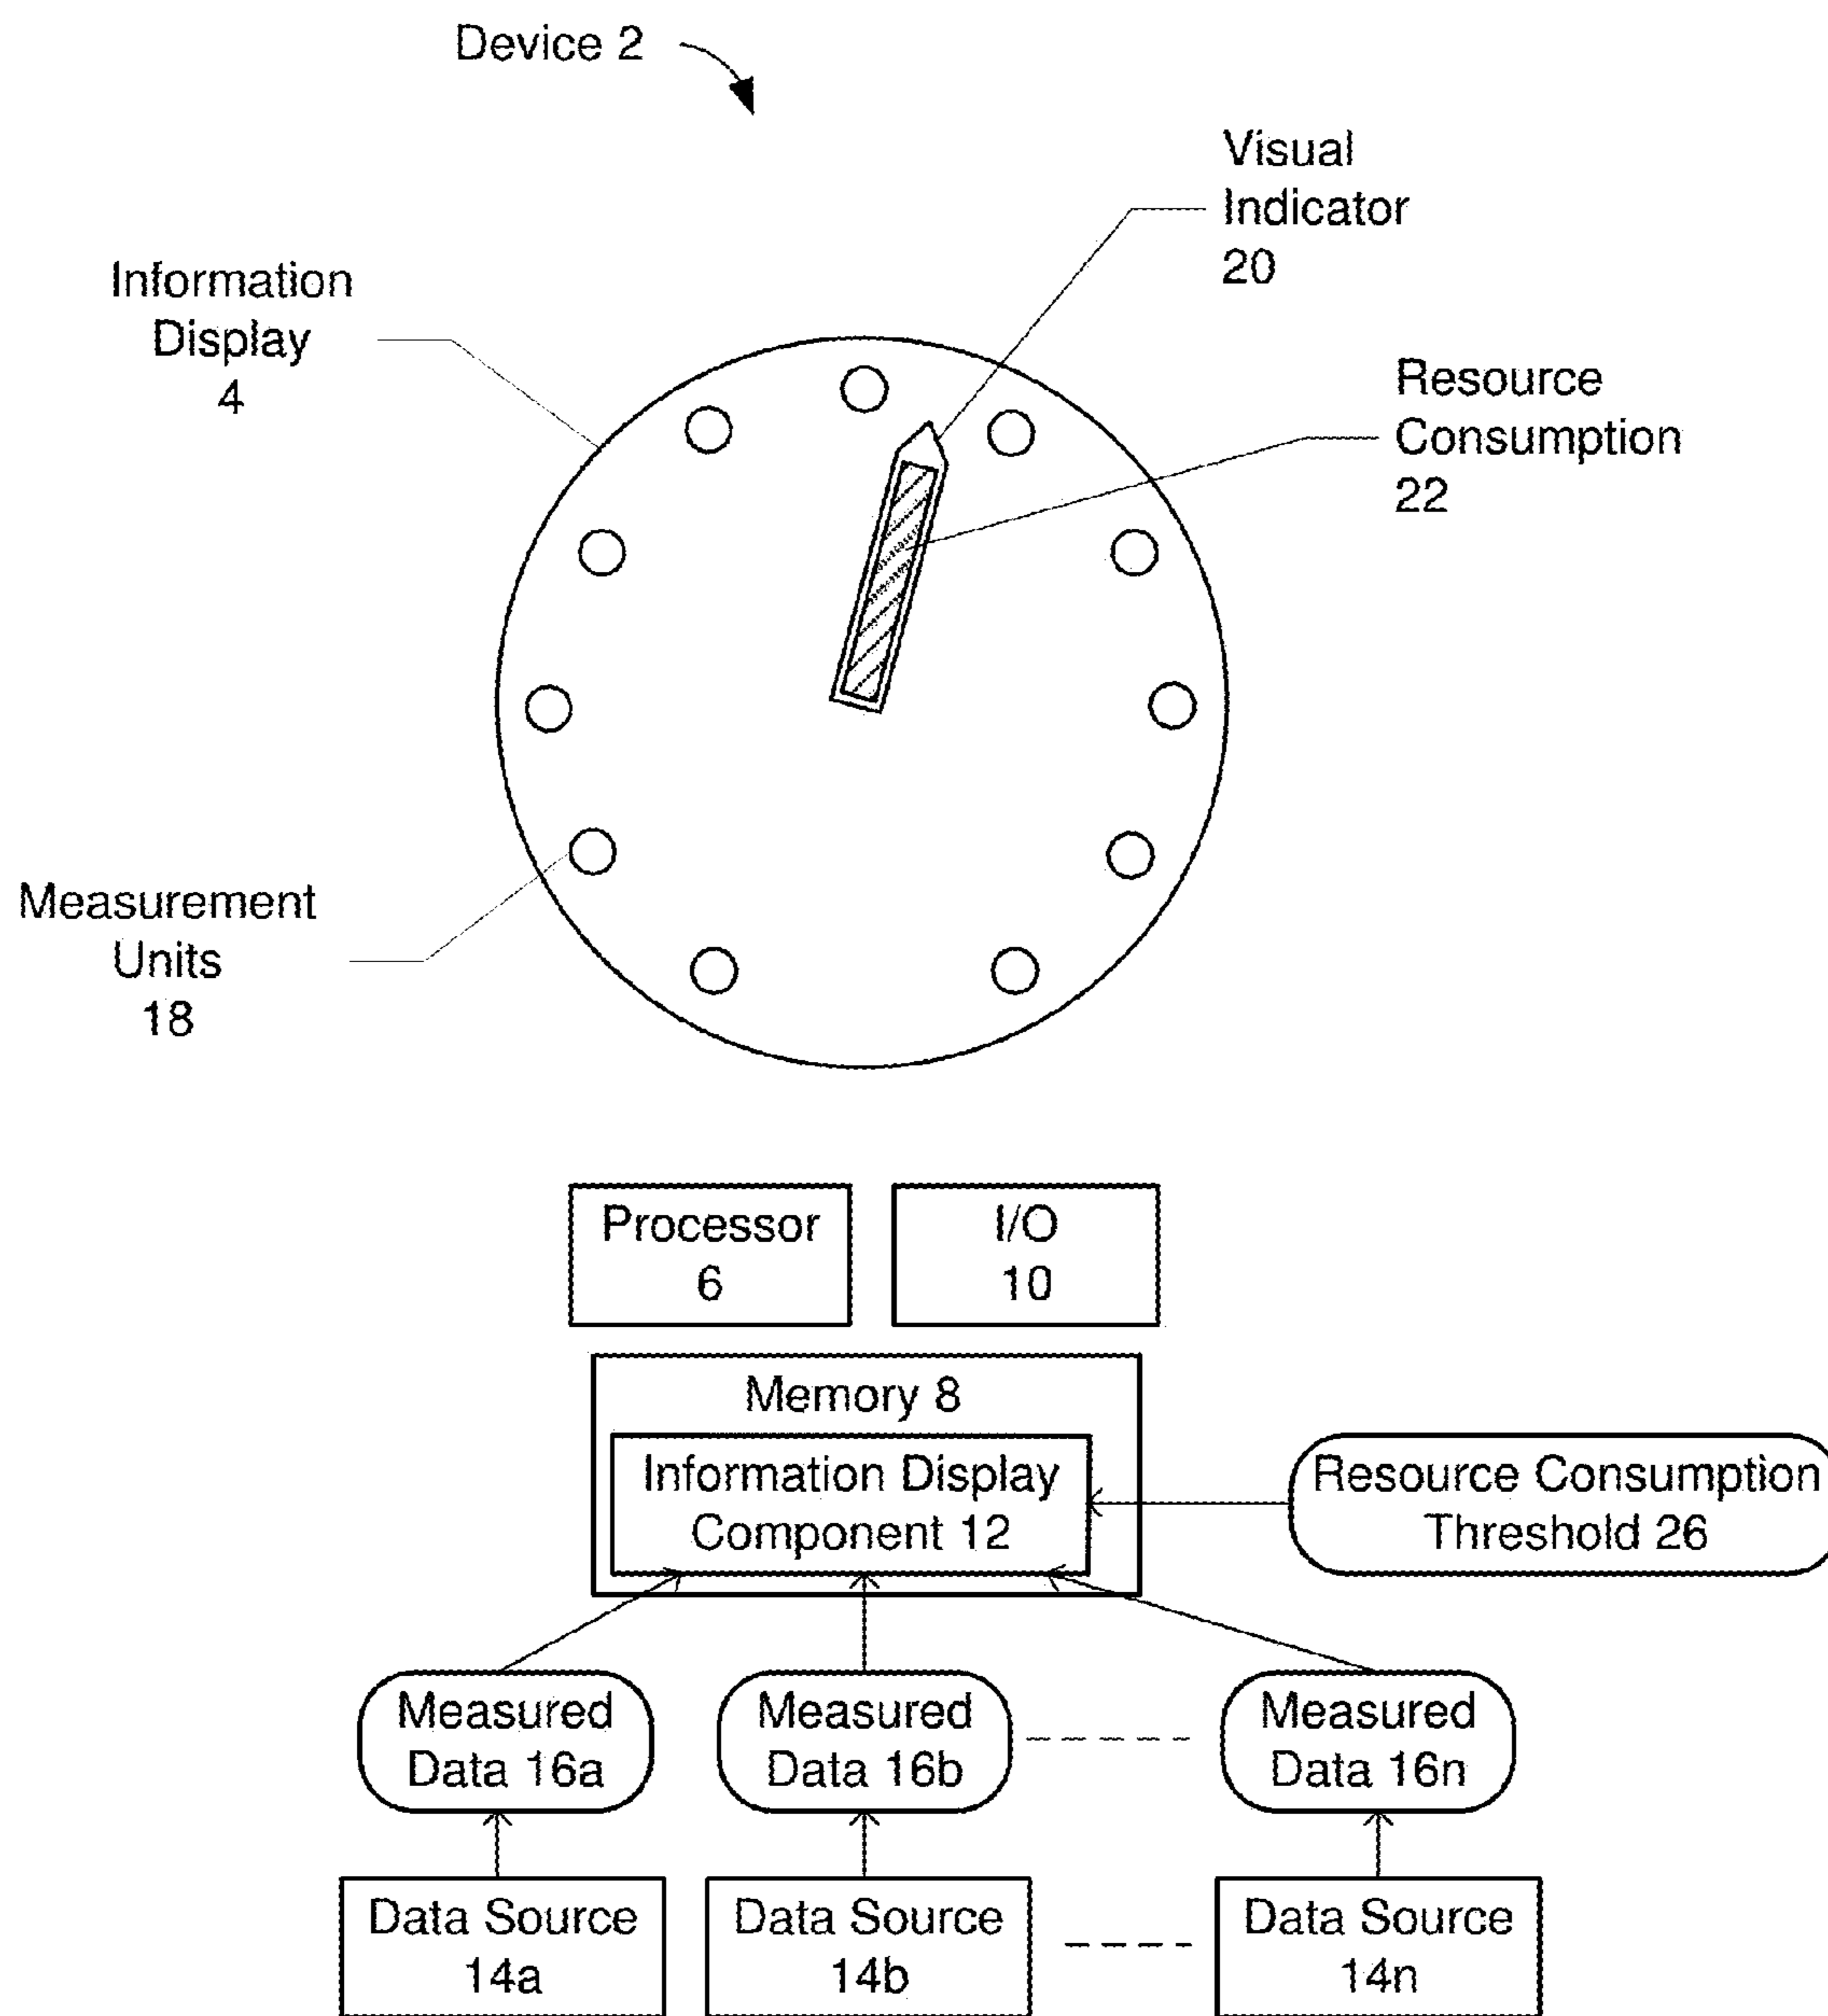 Device 2
Visual
Indicator
20
Information
Display
4
Resource
Consumption
22
Measurement
Units
18
Processor
6
I/O
10
Memory 8
Information Display
Component 12
Resource Consumption
Threshold 26
Measured
Data 16a
Measured
Data 16b
Measured
Data 16n
Data Source
14a
Data Source
14b
Data Source
14n